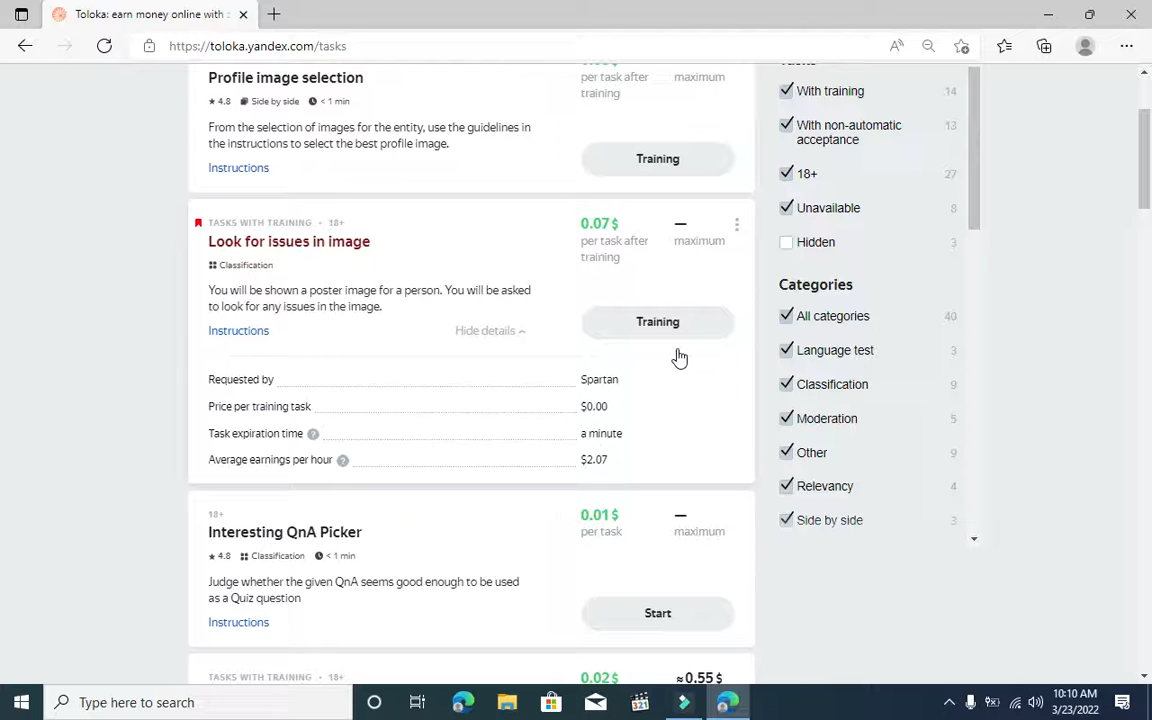 Toloka: earn money online with
https://toloka.yandex.com/tasks
Profile image selection
4.8 Side by side < 1 min
From the selection of images for the entity, use the guidelines in
the instructions to select the best profile image.
Instructions
per task after
training
maximum
Training
TASKS WITH TRAINING • 18+
Look for issues in image
Classification
You will be shown a poster image for a person. You will be asked
to look for any issues in the image.
Instructions
Hide details
0.07$
per task after
training
—
maximum
Training
Requested by Spartan
Price per training task $0.00
Task expiration time ? a minute
Average earnings per hour ? $2.07
18+
Interesting QnA Picker
4.8 Classification < 1 min
Judge whether the given QnA seems good enough to be used
as a Quiz question
Instructions
0.01$
per task
—
maximum
Start
TASKS WITH TRAINING • 18+
0.02$
≈0.55$
With training 14
With non-automatic
acceptance 13
18+ 27
Unavailable 8
Hidden 3
Categories
All categories 40
Language test 3
Classification 9
Moderation 5
Other 9
Relevancy 4
Side by side 3
Type here to search
321
10:10 AM
3/23/2022